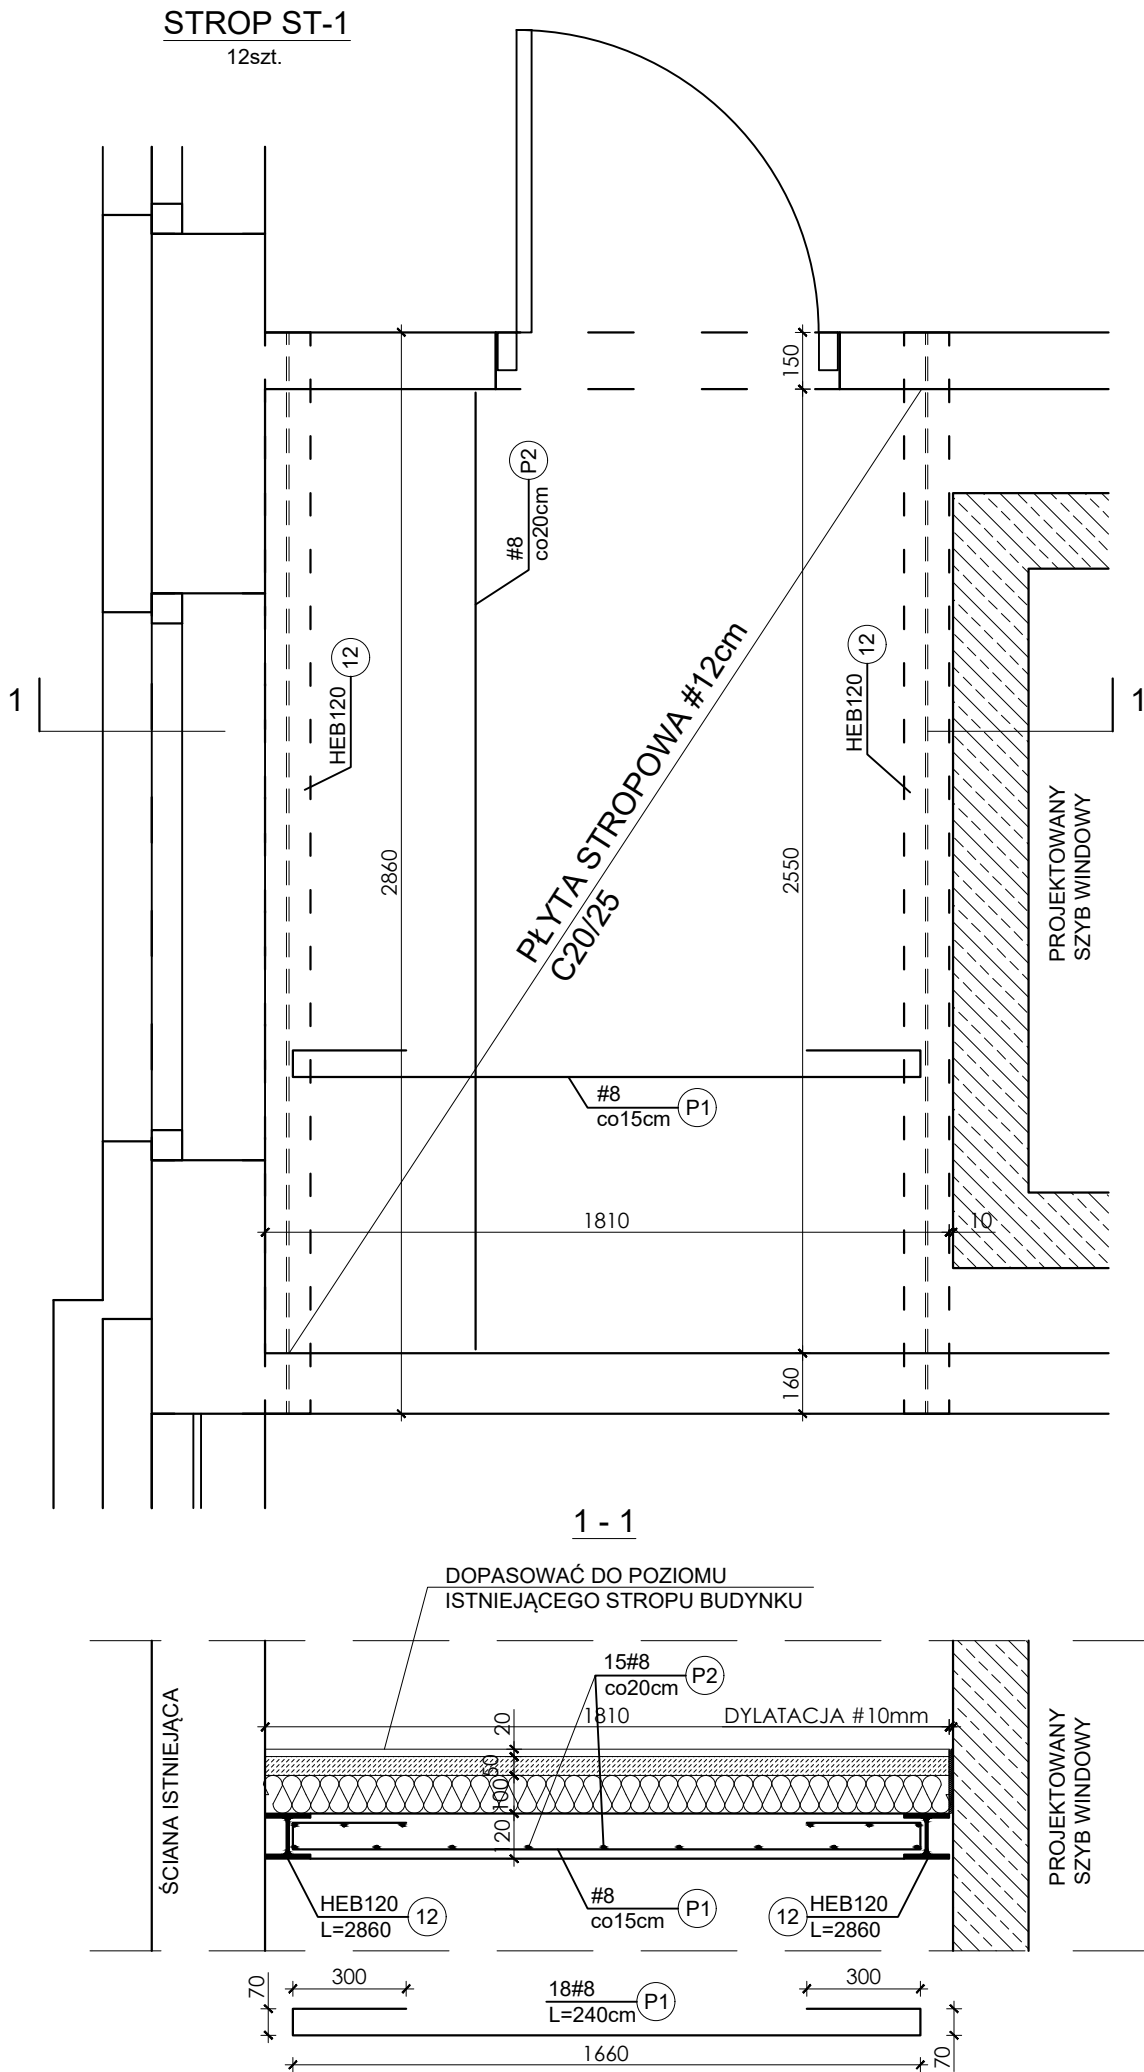 STROP ST-1
12szt.
150
P2
#8
co20cm
12
HEB120
12
HEB120
1
1
PŁYTA STROPOWA #12cm
C20/25
2860
2550
PROJEKTOWANY
SZYB WINDOWY
#8
co15cm
P1
1810
10
160
1 - 1
DOPASOWAĆ DO POZIOMU
ISTNIEJĄCEGO STROPU BUDYNKU
15#8
co20cm
P2
1810
DYLATACJA #10mm
20
50
100
120
ŚCIANA ISTNIEJĄCA
PROJEKTOWANY
SZYB WINDOWY
HEB120
L=2860
12
#8
co15cm
P1
12
HEB120
L=2860
70
300
18#8
L=240cm
P1
300
1660
70